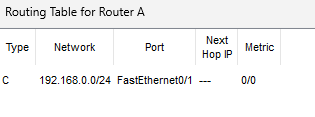 Routing Table for Router A
Type Network Port Next Hop IP Metric
C 192.168.0.0/24 FastEthernet0/1 --- 0/0